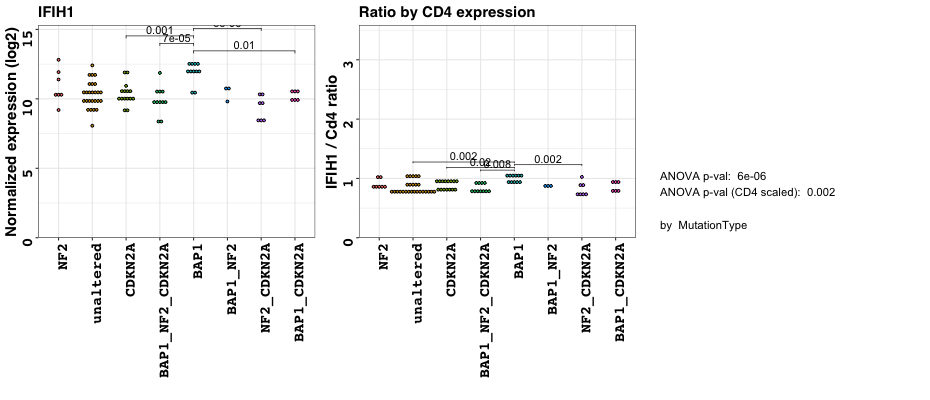 IFIH1
Normalized expression (log2)
15
10
5
0
0.001
7e-05
0.01
NF2
unaltered
CDKN2A
BAP1_NF2_CDKN2A
BAP1
BAP1_NF2
NF2_CDKN2A
BAP1_CDKN2A
Ratio by CD4 expression
IFIH1 / Cd4 ratio
3
2
1
0
0.002
0.02
0.008
0.002
NF2
unaltered
CDKN2A
BAP1_NF2_CDKN2A
BAP1
BAP1_NF2
NF2_CDKN2A
BAP1_CDKN2A
ANOVA p-val: 6e-06
ANOVA p-val (CD4 scaled): 0.002
by MutationType